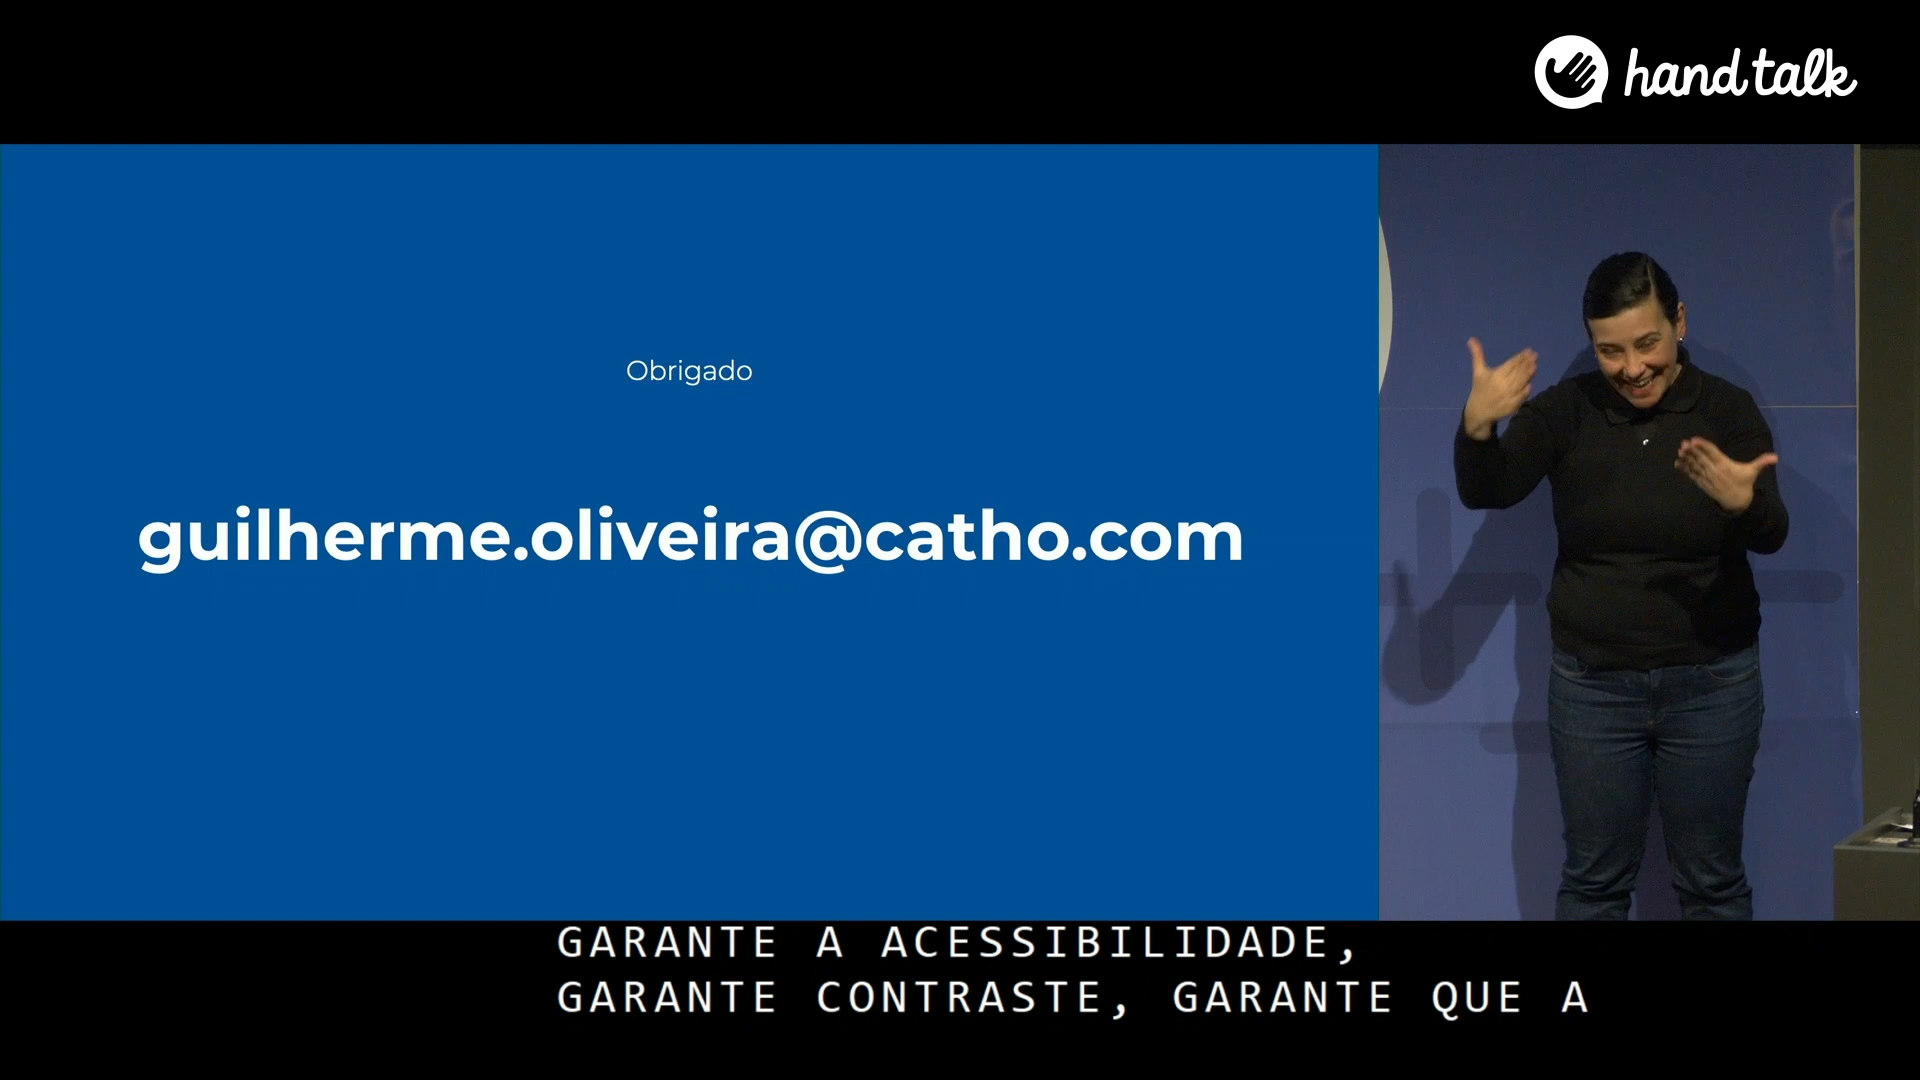 hand talk
Obrigado
guilherme.oliveira@catho.com
GARANTE A ACESSIBILIDADE,
GARANTE CONTRASTE, GARANTE QUE A